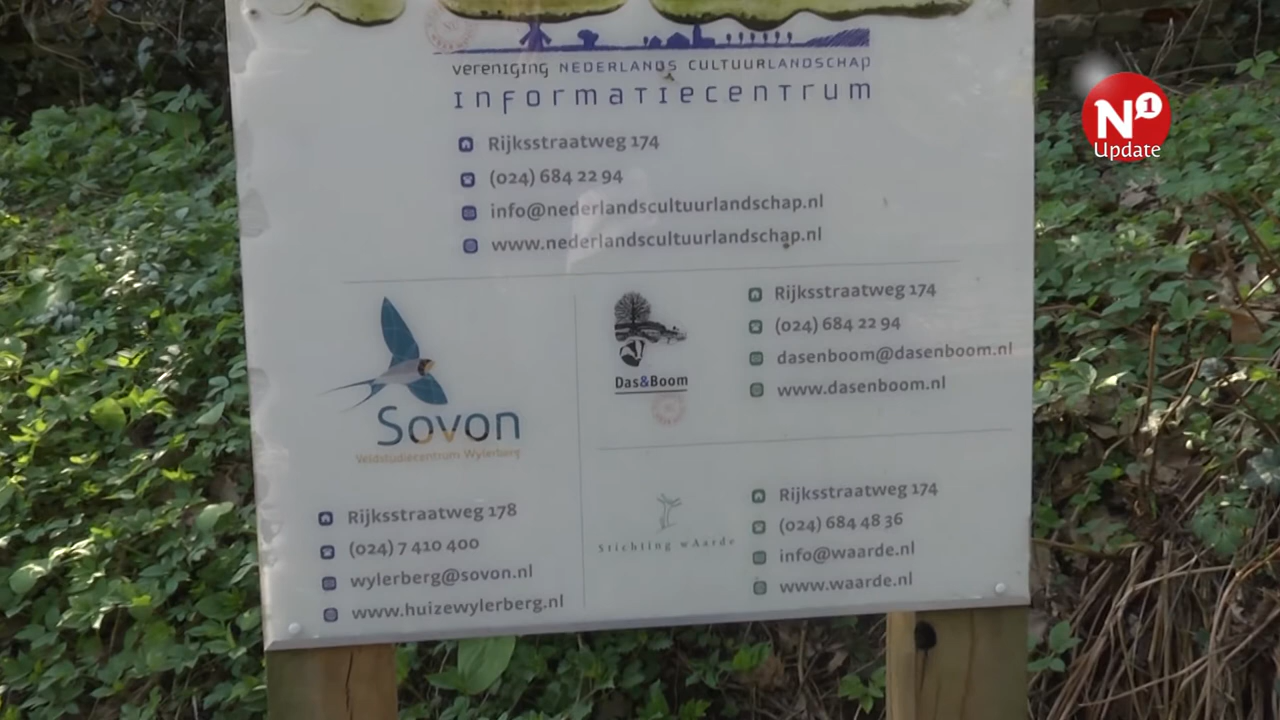 vereniging NEDERLANDS CULTUURLANDSCHAP
INFORMATIECENTRUM
Rijksstraatweg 174
(024) 684 22 94
info@nederlandscultuurlandschap.nl
www.nederlandscultuurlandschap.nl
Sovon
Veldstudiecentrum Wylerberg
Rijksstraatweg 178
(024) 7 410 400
wylerberg@sovon.nl
www.huizewylerberg.nl
Das&Boom
Rijksstraatweg 174
(024) 684 22 94
dasenboom@dasenboom.nl
www.dasenboom.nl
Stichting wAarde
Rijksstraatweg 174
(024) 684 48 36
info@waarde.nl
www.waarde.nl
N1
Update